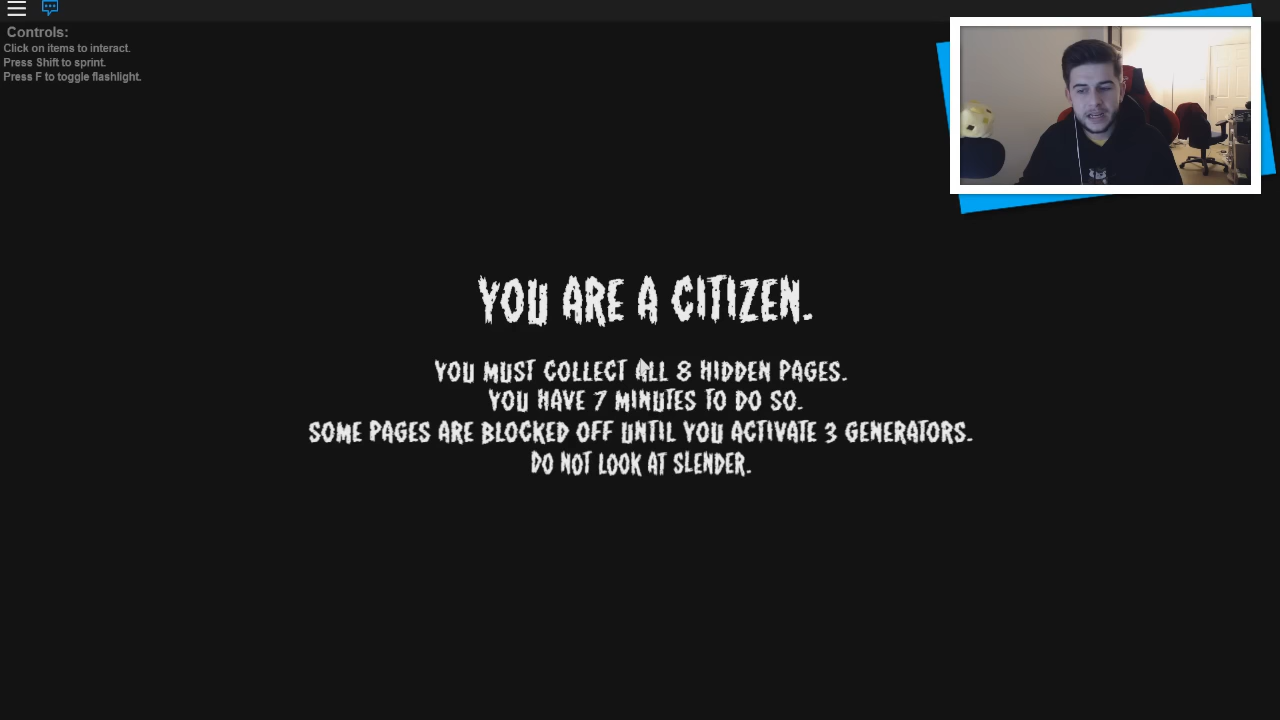 Controls:
Click on items to interact.
Press Shift to sprint.
Press F to toggle flashlight.
YOU ARE A CITIZEN.
YOU MUST COLLECT ALL 8 HIDDEN PAGES.
YOU HAVE 7 MINUTES TO DO SO.
SOME PAGES ARE BLOCKED OFF UNTIL YOU ACTIVATE 3 GENERATORS.
DO NOT LOOK AT SLENDER.